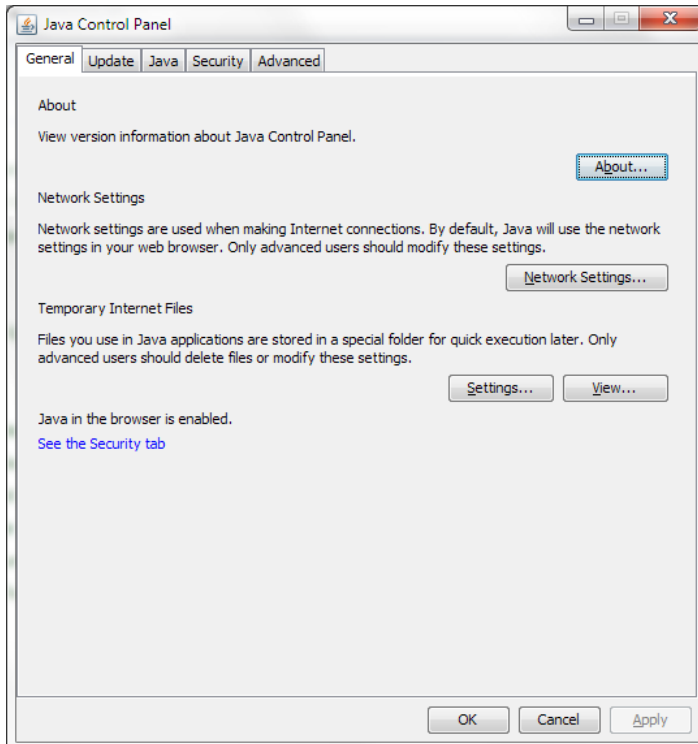 Java Control Panel
General Update Java Security Advanced
About
View version information about Java Control Panel.
About...
Network Settings
Network settings are used when making Internet connections. By default, Java will use the network
settings in your web browser. Only advanced users should modify these settings.
Network Settings...
Temporary Internet Files
Files you use in Java applications are stored in a special folder for quick execution later. Only
advanced users should delete files or modify these settings.
Settings... View...
Java in the browser is enabled.
See the Security tab
OK Cancel Apply